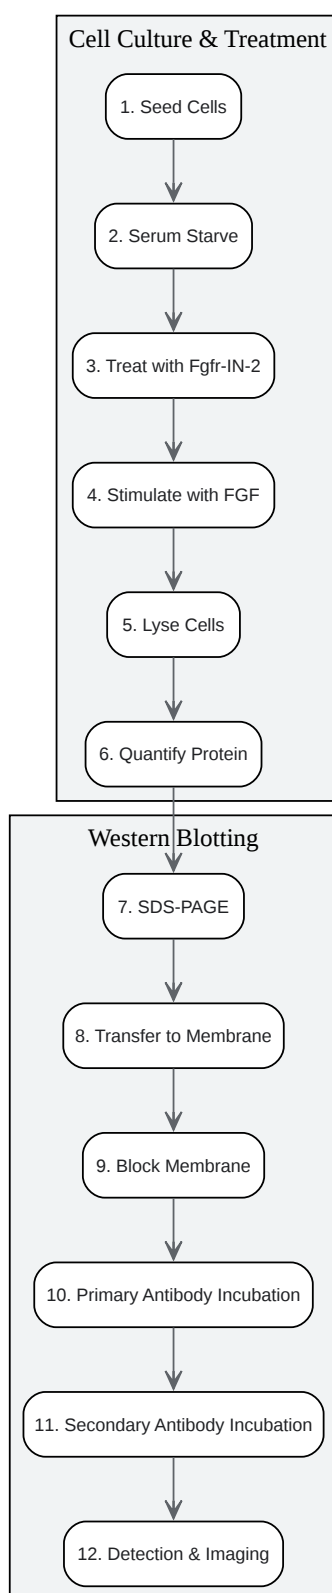 Cell Culture & Treatment
1. Seed Cells
2. Serum Starve
3. Treat with Fgfr-IN-2
4. Stimulate with FGF
5. Lyse Cells
6. Quantify Protein
Western Blotting
7. SDS-PAGE
8. Transfer to Membrane
9. Block Membrane
10. Primary Antibody Incubation
11. Secondary Antibody Incubation
12. Detection & Imaging